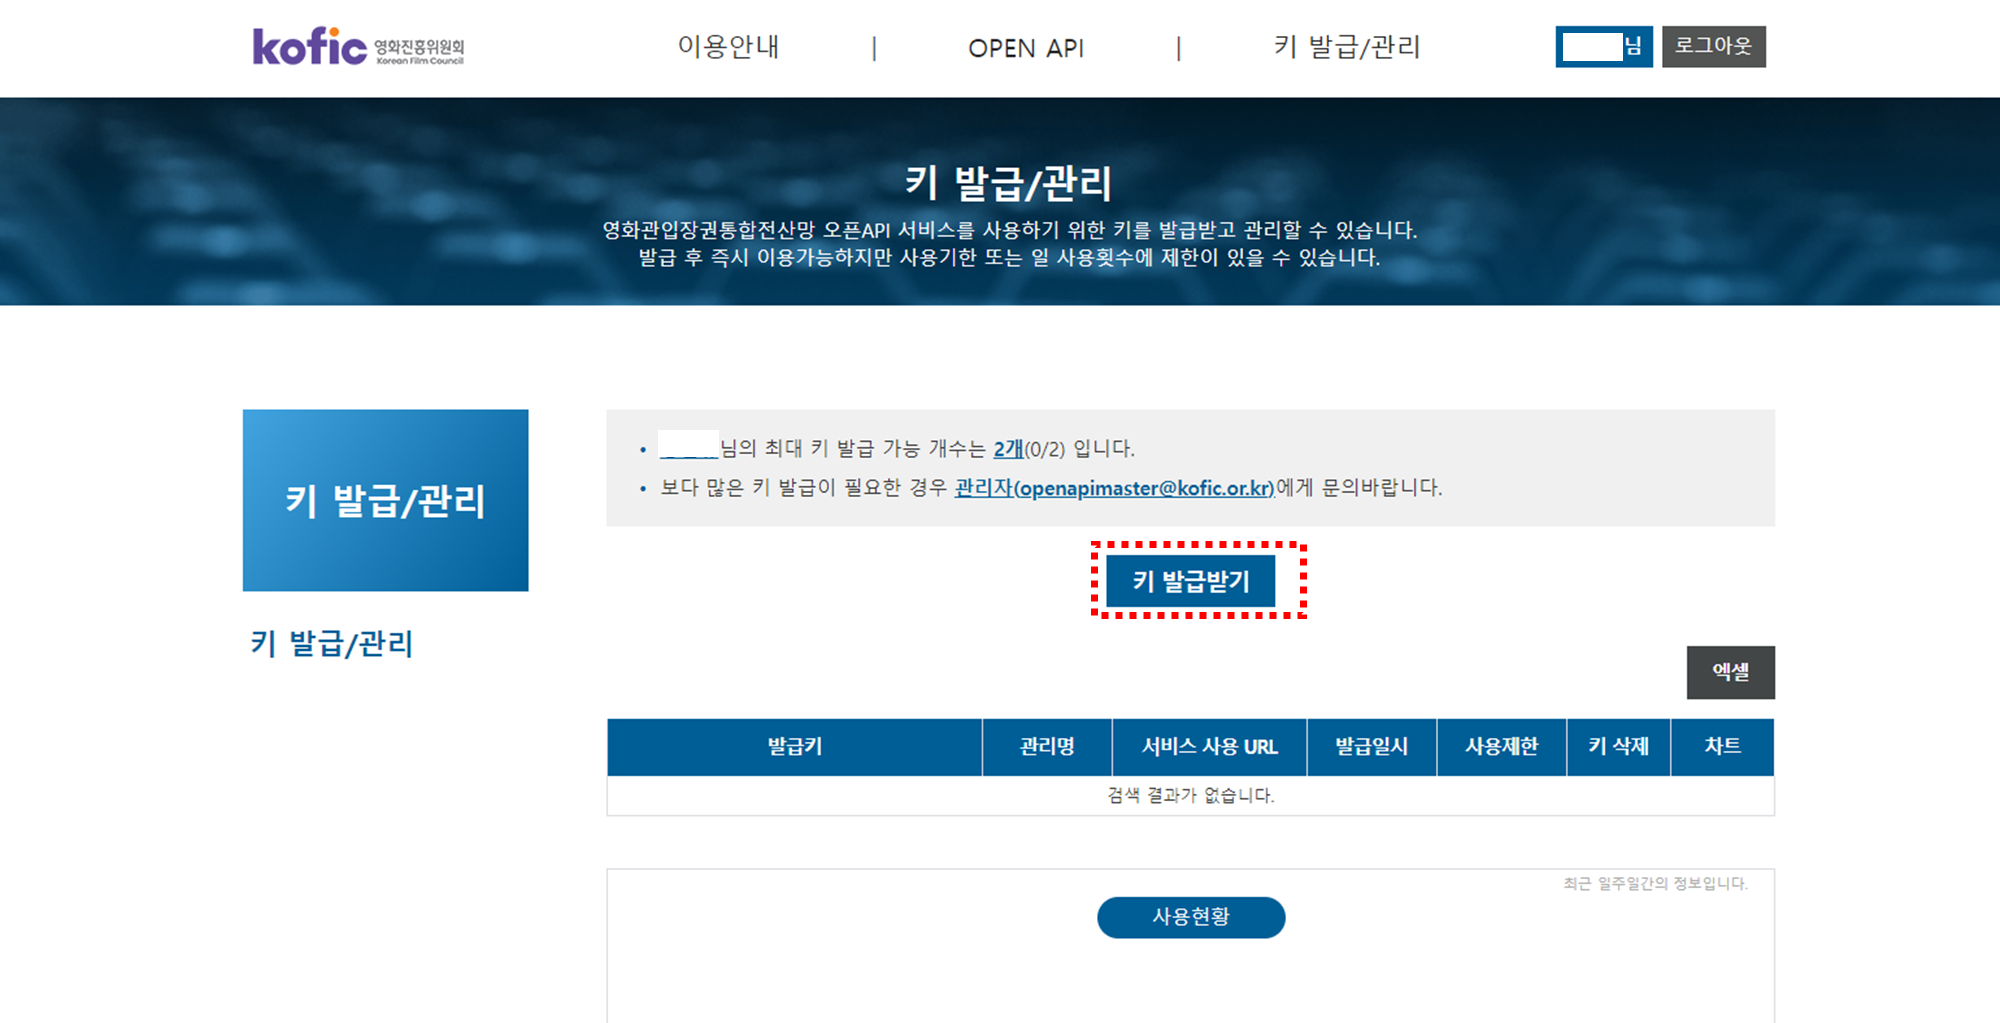 kofic 영화진흥위원회
Korean Film Council
이용안내 | OPEN API | 키 발급/관리
님 로그아웃
키 발급/관리
영화관입장권통합전산망 오픈API 서비스를 사용하기 위한 키를 발급받고 관리할 수 있습니다.
발급 후 즉시 이용가능하지만 사용기한 또는 일 사용횟수에 제한이 있을 수 있습니다.
키 발급/관리
키 발급/관리
• 님의 최대 키 발급 가능 개수는 2개(0/2) 입니다.
• 보다 많은 키 발급이 필요한 경우 관리자(openapimaster@kofic.or.kr)에게 문의바랍니다.
키 발급받기
엑셀
발급키 관리명 서비스 사용 URL 발급일시 사용제한 키 삭제 차트
검색 결과가 없습니다.
최근 일주일간의 정보입니다.
사용현황